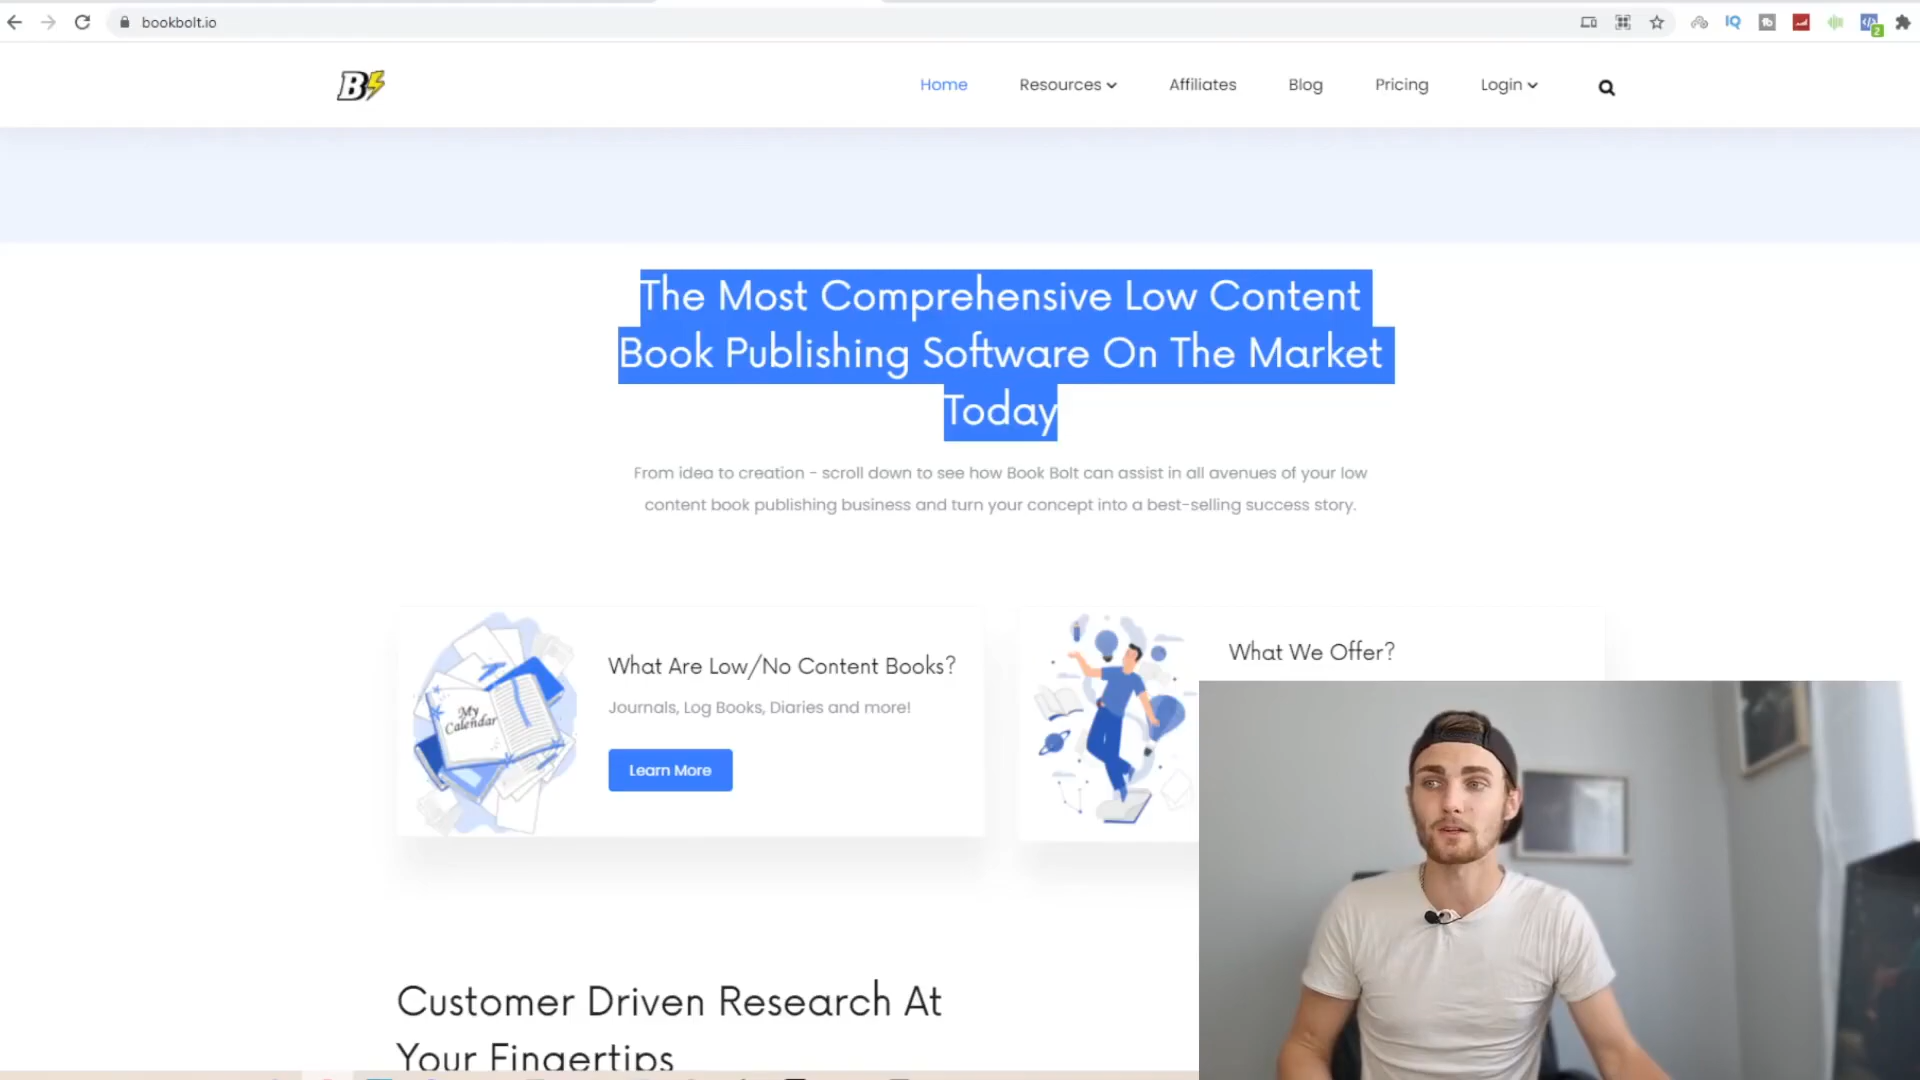 bookbolt.io
IQ
2
B
Home
Resources
Affiliates
Blog
Pricing
Login
The Most Comprehensive Low Content
Book Publishing Software On The Market
Today
From idea to creation - scroll down to see how Book Bolt can assist in all avenues of your low
content book publishing business and turn your concept into a best-selling success story.
My
Calendar
What Are Low/No Content Books?
Journals, Log Books, Diaries and more!
Learn More
What We Offer?
Customer Driven Research At
Your Fingertips